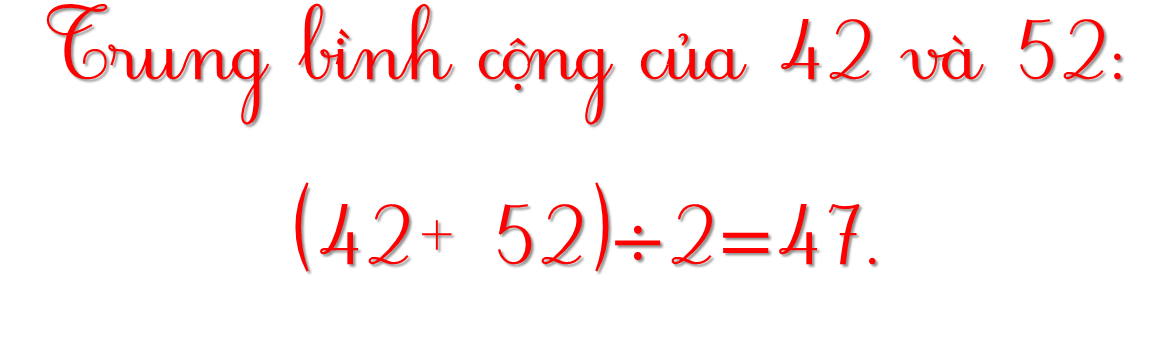 Trung bình cộng của 42 và 52:
(42+ 52)÷2=47.